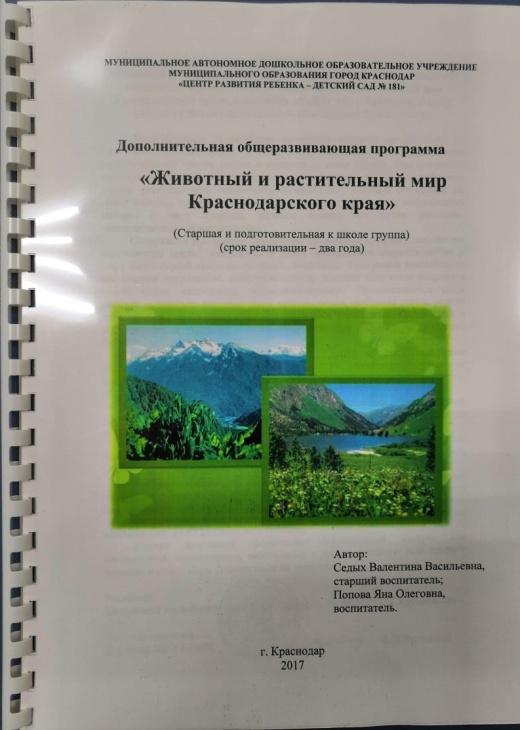 МУНИЦИПАЛЬНОЕ АВТОНОМНОЕ ДОШКОЛЬНОЕ ОБРАЗОВАТЕЛЬНОЕ УЧРЕЖДЕНИЕ
МУНИЦИПАЛЬНОГО ОБРАЗОВАНИЯ ГОРОД КРАСНОДАР
«ЦЕНТР РАЗВИТИЯ РЕБЕНКА – ДЕТСКИЙ САД № 181»
Дополнительная общеразвивающая программа
«Животный и растительный мир
Краснодарского края»
(Старшая и подготовительная к школе группа)
(срок реализации – два года)
Автор:
Седых Валентина Васильевна,
старший воспитатель;
Попова Яна Олеговна,
воспитатель.
г. Краснодар
2017